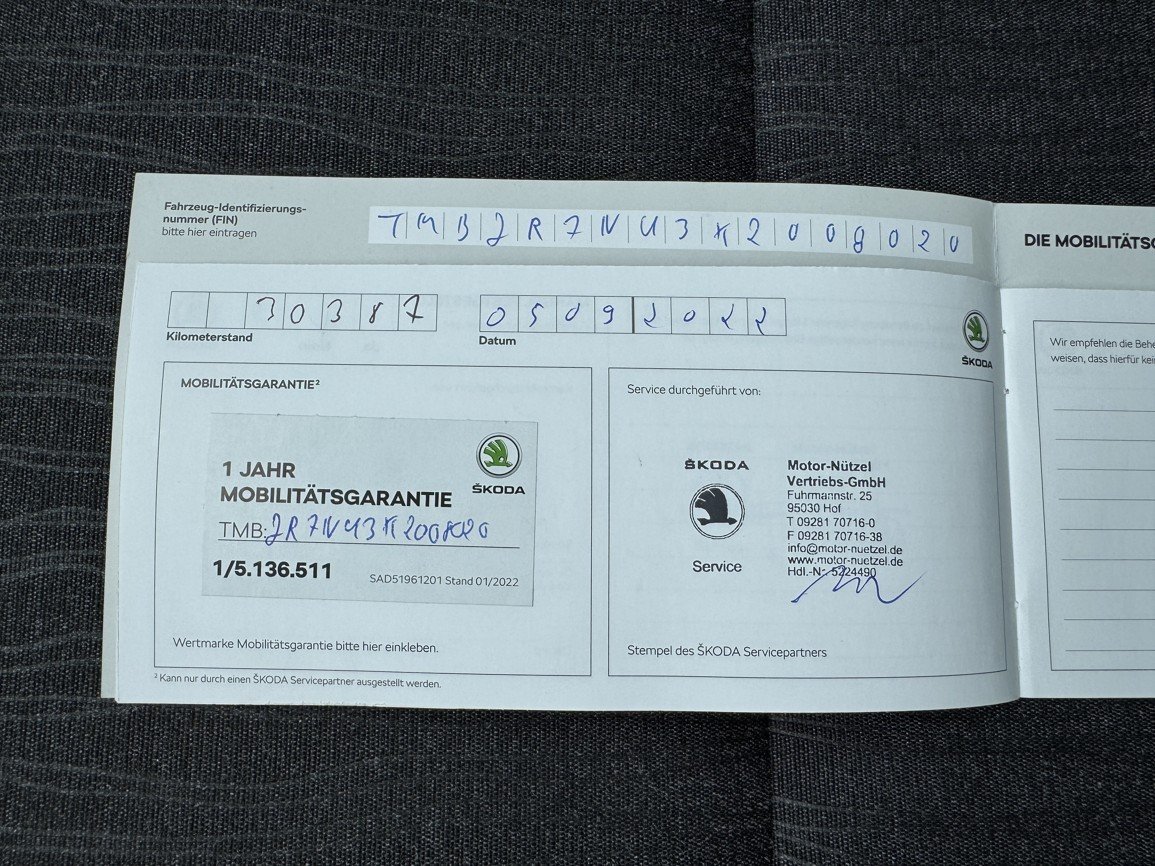 Fahrzeug-Identifizierungs-
nummer (FIN)
bitte hier eintragen
TMBJR7NU3K2008020
DIE MOBILITÄTSG
30387
Kilometerstand
05092022
Datum
ŠKODA
MOBILITÄTSGARANTIE²
1 JAHR
MOBILITÄTSGARANTIE
ŠKODA
TMB: JR7NU3K2008020
1/5.136.511
SAD51961201 Stand 01/2022
Wertmarke Mobilitätsgarantie bitte hier einkleben.
² Kann nur durch einen ŠKODA Servicepartner ausgestellt werden.
Service durchgeführt von:
ŠKODA
Service
Motor-Nützel
Vertriebs-GmbH
Fuhrmannstr. 25
95030 Hof
T 09281 70716-0
F 09281 70716-38
info@motor-nuetzel.de
www.motor-nuetzel.de
Hdl.-Nr. 5224490
Stempel des ŠKODA Servicepartners
Wir empfehlen die Behe
weisen, dass hierfür kei